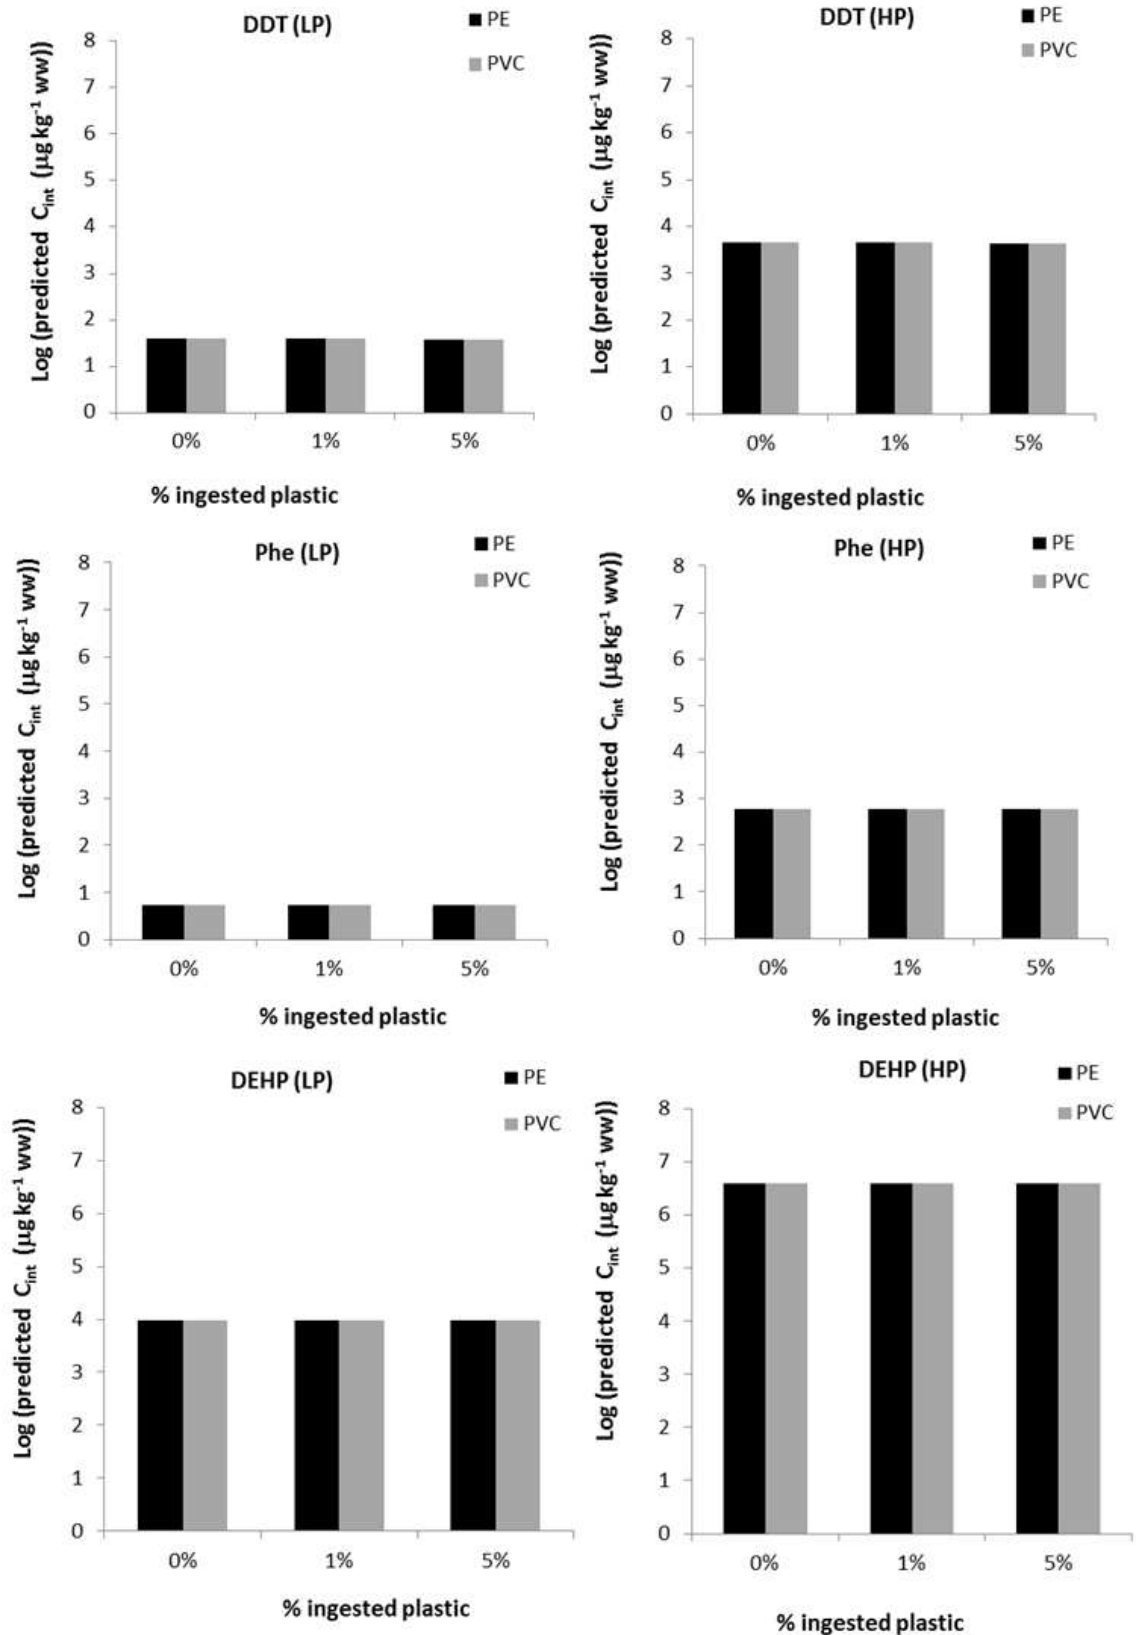 DDT (LP)
PE
PVC
Log (predicted C_int (µg kg⁻¹ ww))
8
7
6
5
4
3
2
1
0
0% 1% 5%
% ingested plastic
DDT (HP)
PE
PVC
Log (predicted C_int (µg kg⁻¹ ww))
8
7
6
5
4
3
2
1
0
0% 1% 5%
% ingested plastic
Phe (LP)
PE
PVC
Log (predicted C_int (µg kg⁻¹ ww))
8
7
6
5
4
3
2
1
0
0% 1% 5%
% ingested plastic
Phe (HP)
PE
PVC
Log (predicted C_int (µg kg⁻¹ ww))
8
7
6
5
4
3
2
1
0
0% 1% 5%
% ingested plastic
DEHP (LP)
PE
PVC
Log (predicted C_int (µg kg⁻¹ ww))
8
7
6
5
4
3
2
1
0
0% 1% 5%
% ingested plastic
DEHP (HP)
PE
PVC
Log (predicted C_int (µg kg⁻¹ ww))
8
7
6
5
4
3
2
1
0
0% 1% 5%
% ingested plastic